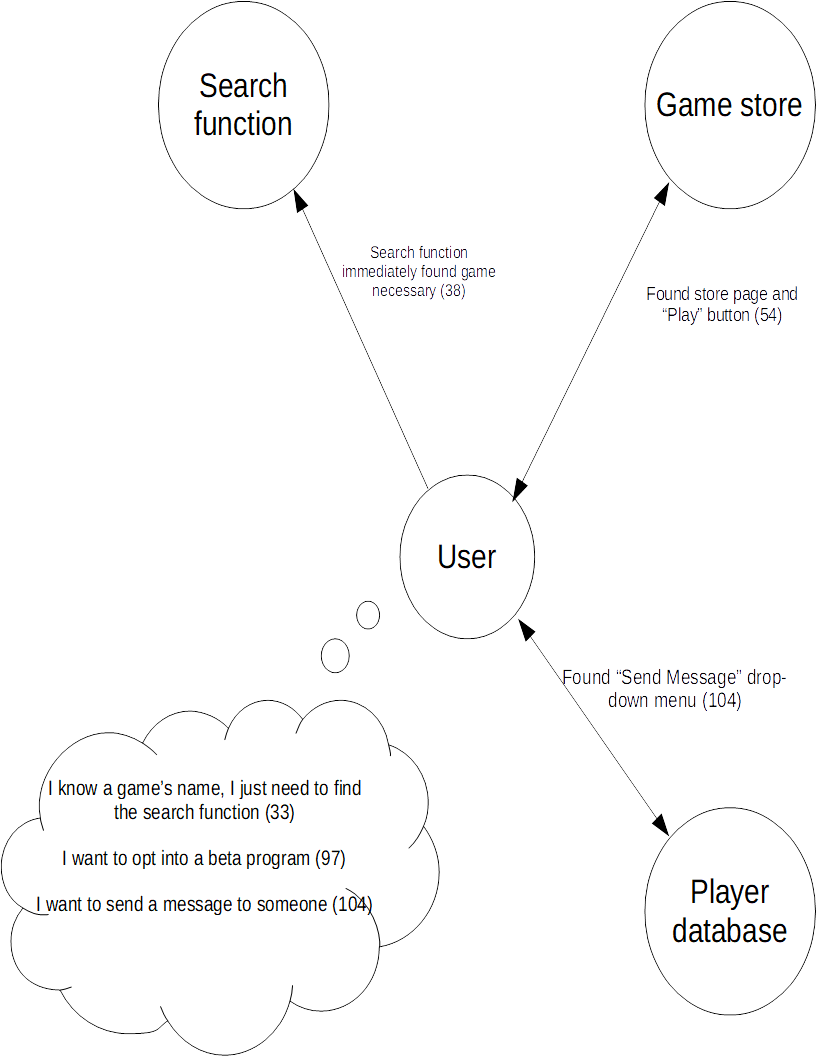 Search
function
Game store
Search function
immediately found game
necessary (38)
Found store page and
“Play” button (54)
User
Found “Send Message” drop-
down menu (104)
I know a game’s name, I just need to find
the search function (33)
I want to opt into a beta program (97)
I want to send a message to someone (104)
Player
database